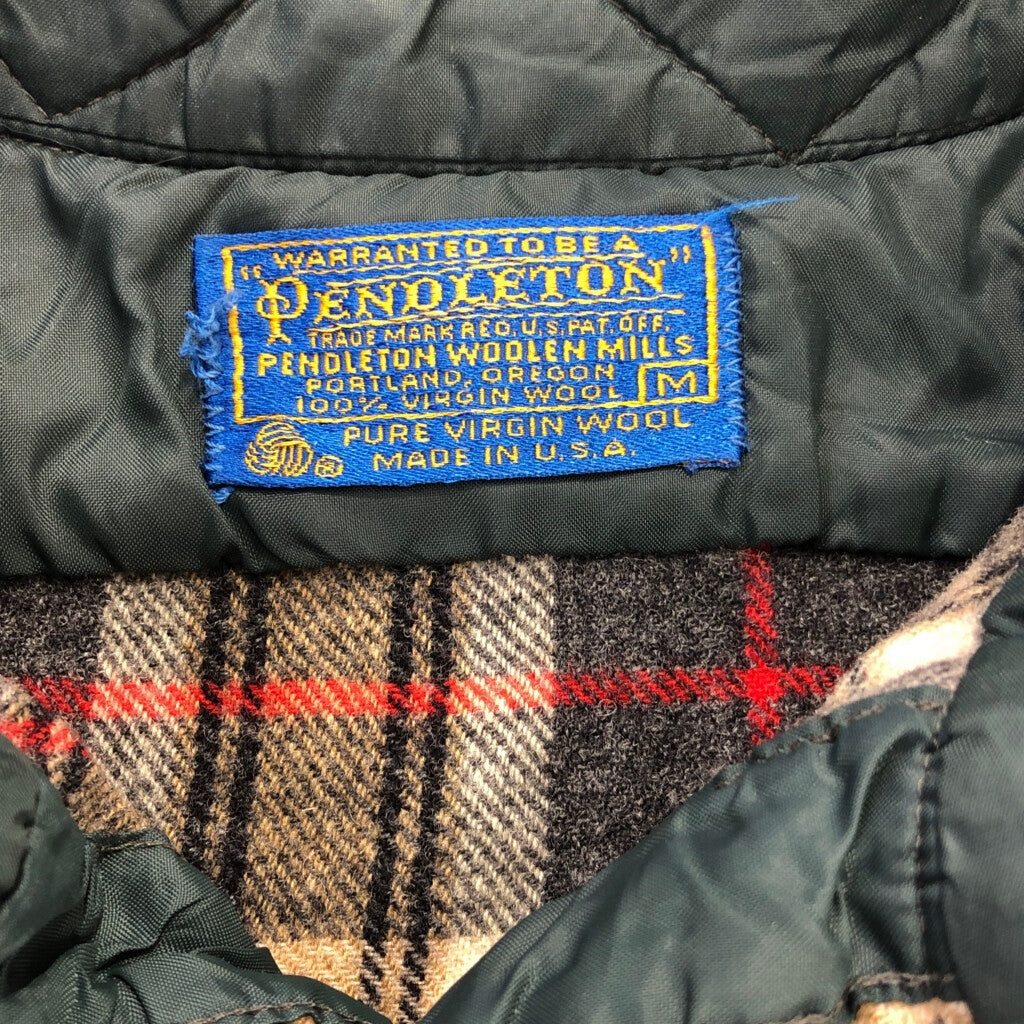 WARRANTED TO BE A
"PENDLETON"
TRADE MARK REG. U.S. PAT. OFF.
PENDLETON WOOLEN MILLS
PORTLAND, OREGON
100% VIRGIN WOOL M
PURE VIRGIN WOOL
® MADE IN U.S.A.